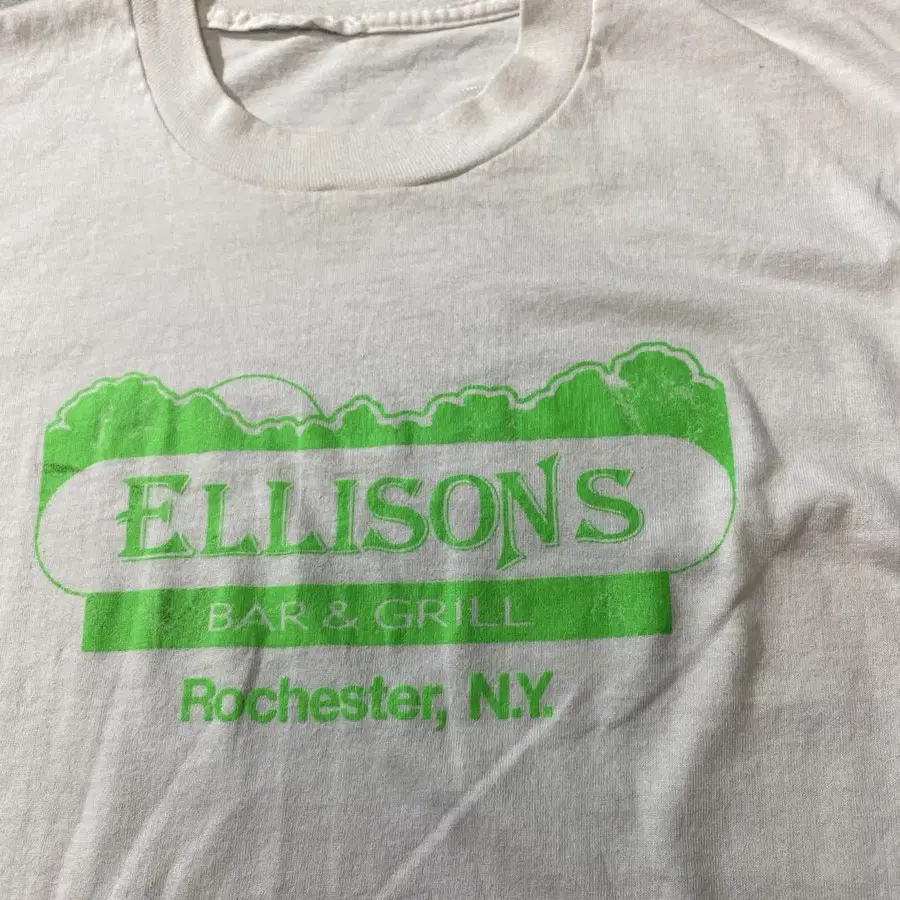 ELLISONS
BAR & GRILL
Rochester, N.Y.